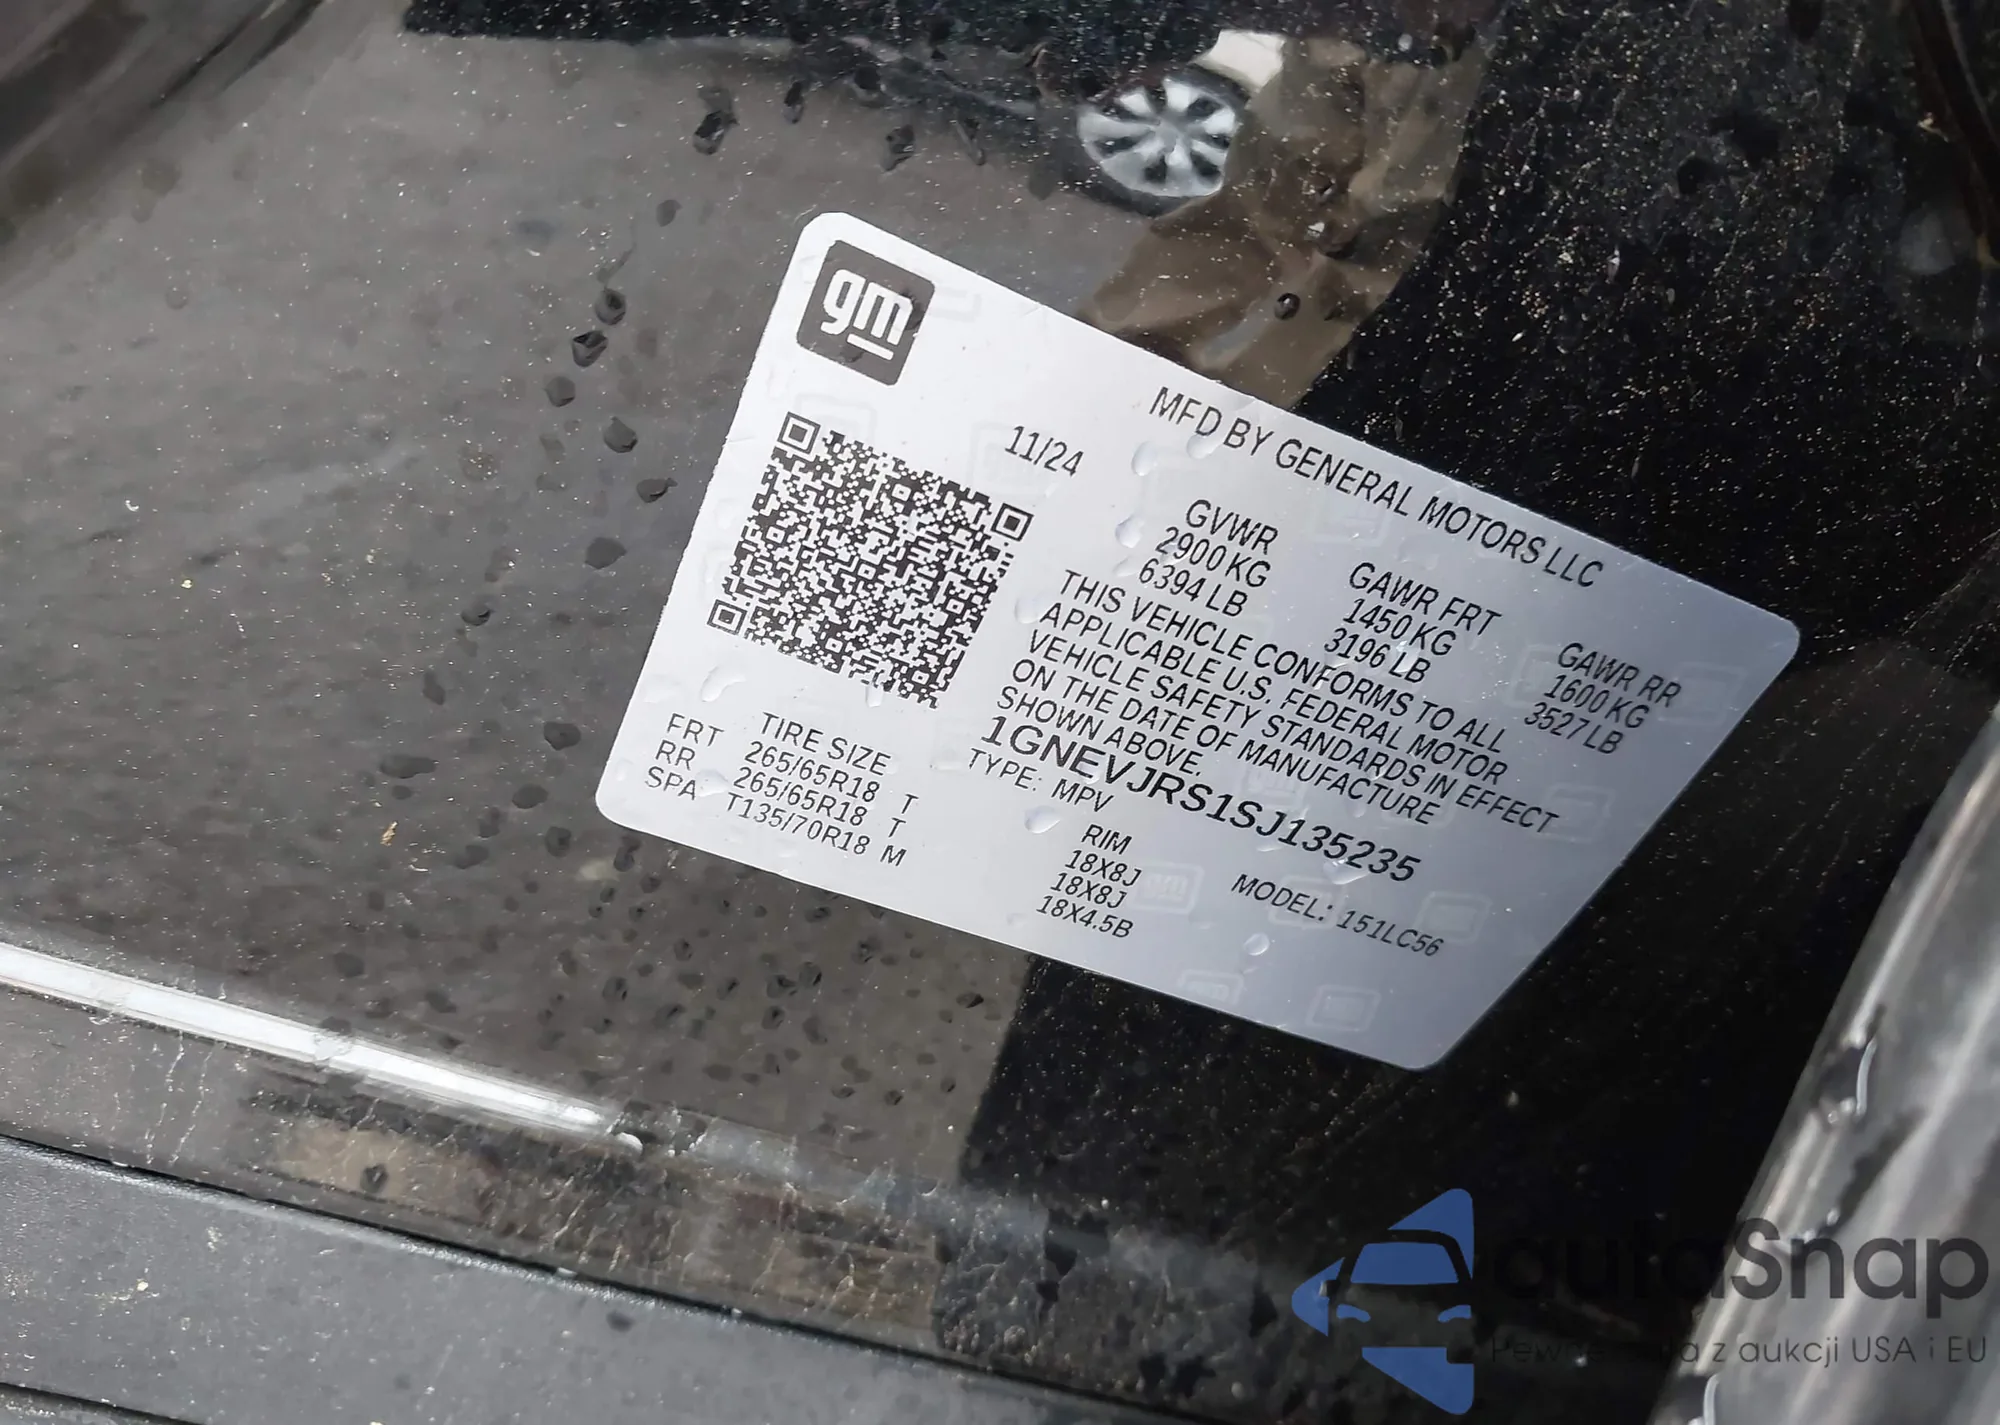 gm
11/24
MFD BY GENERAL MOTORS LLC
GVWR GAWR FRT GAWR RR
2900 KG 1450 KG 1600 KG
6394 LB 3196 LB 3527 LB
THIS VEHICLE CONFORMS TO ALL
APPLICABLE U.S. FEDERAL MOTOR
VEHICLE SAFETY STANDARDS IN EFFECT
ON THE DATE OF MANUFACTURE
SHOWN ABOVE.
1GNEVJRS1SJ135235
TYPE: MPV MODEL: 151LC56
TIRE SIZE RIM
FRT 265/65R18 T 18X8J
RR 265/65R18 T 18X8J
SPA T135/70R18 M 18X4.5B
autaSnap
Pewne auta z aukcji USA i EU